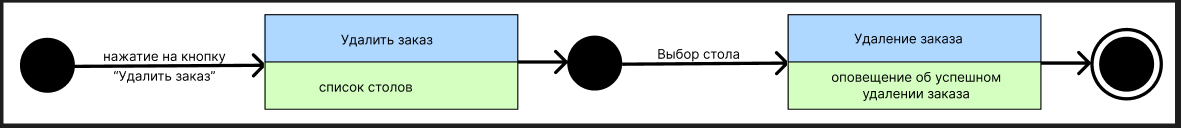 нажатие на кнопку
“Удалить заказ”
Удалить заказ
список столов
Выбор стола
Удаление заказа
оповещение об успешном
удалении заказа